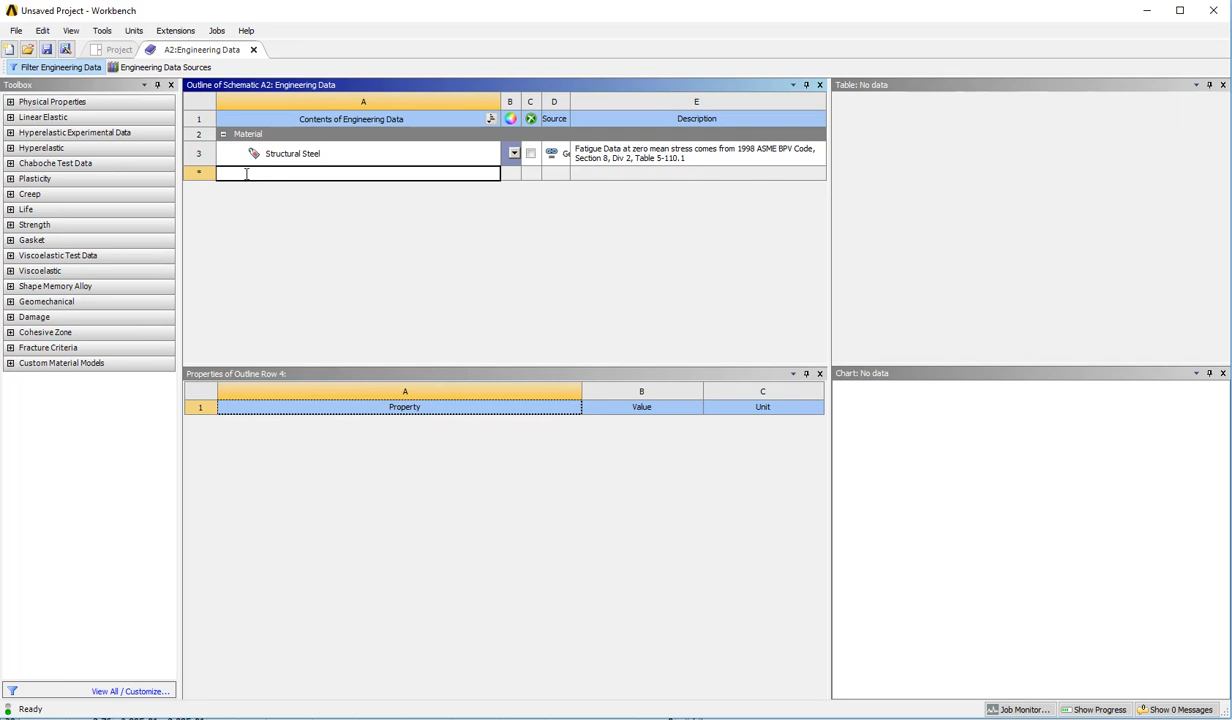 Unsaved Project - Workbench
File Edit View Tools Units Extensions Jobs Help
Project A2:Engineering Data
Filter Engineering Data Engineering Data Sources
Toolbox
Physical Properties
Linear Elastic
Hyperelastic Experimental Data
Hyperelastic
Chaboche Test Data
Plasticity
Creep
Life
Strength
Gasket
Viscoelastic Test Data
Viscoelastic
Shape Memory Alloy
Geomechanical
Damage
Cohesive Zone
Fracture Criteria
Custom Material Models
View All / Customize...
Outline of Schematic A2: Engineering Data
A B C D E
1 Contents of Engineering Data Source Description
2 Material
3 Structural Steel Ge Fatigue Data at zero mean stress comes from 1998 ASME BPV Code,
Section 8, Div 2, Table 5-110.1
*
Properties of Outline Row 4:
A B C
1 Property Value Unit
Table: No data
Chart: No data
Ready Job Monitor... Show Progress Show 0 Messages